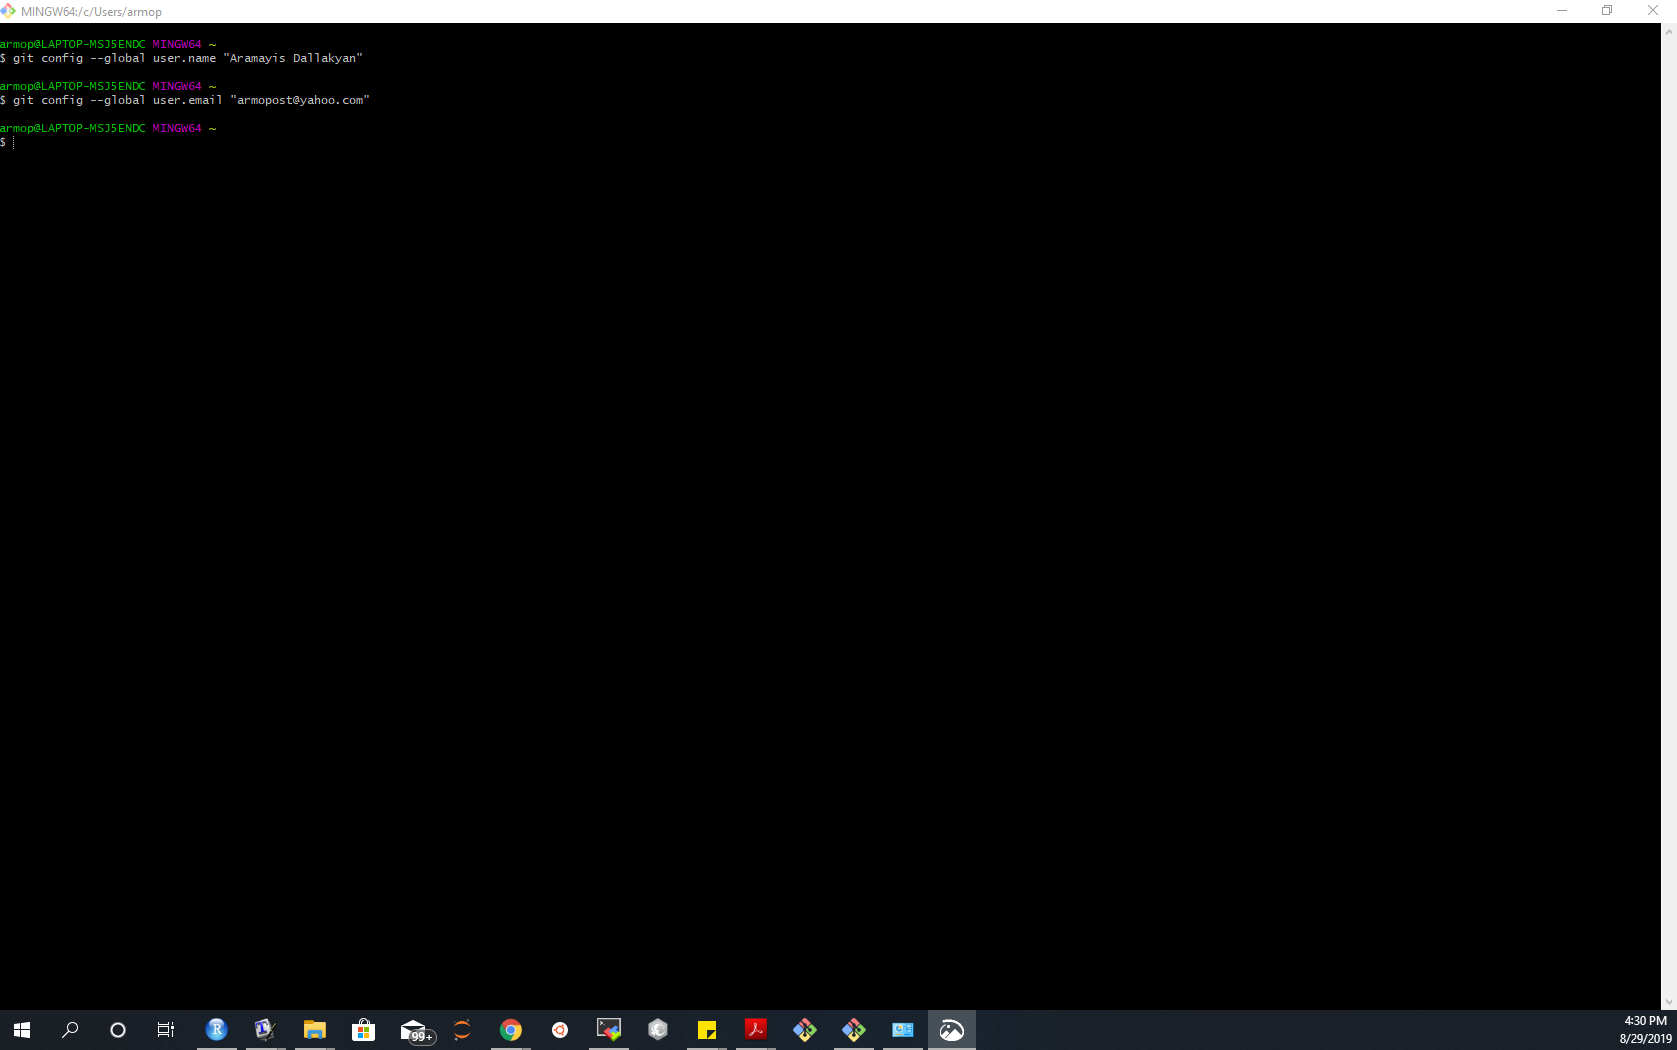 MINGW64:/c/Users/armop
armop@LAPTOP-MSJ5ENDC MINGW64 ~
$ git config --global user.name "Aramayis Dallakyan"
armop@LAPTOP-MSJ5ENDC MINGW64 ~
$ git config --global user.email "armopost@yahoo.com"
armop@LAPTOP-MSJ5ENDC MINGW64 ~
$
R
99+
4:30 PM
8/29/2019